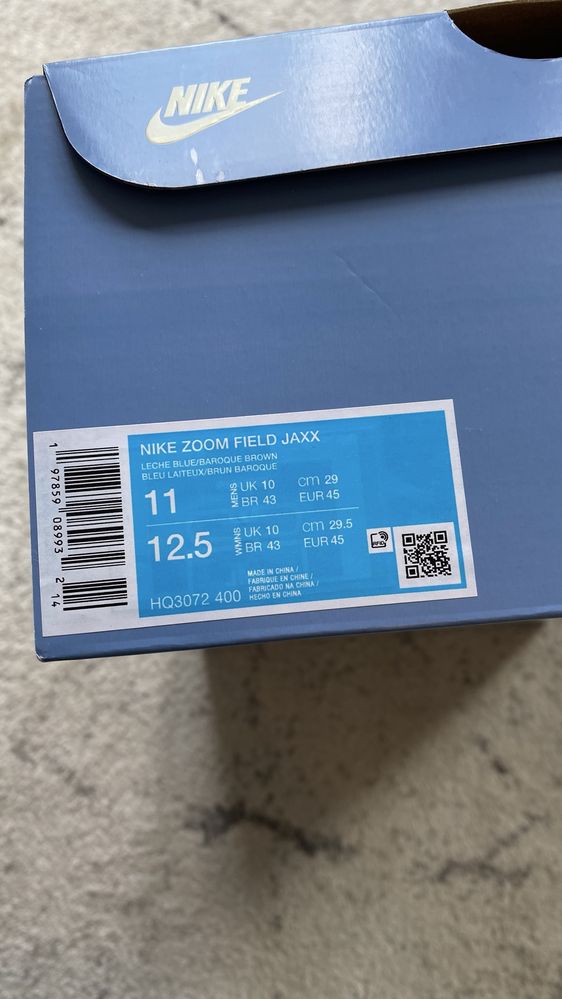 NIKE
NIKE ZOOM FIELD JAXX
LECHE BLUE/BAROQUE BROWN
BLEU LAITEUX/BRUN BAROQUE
11 MENS UK 10 cm 29
BR 43 EUR 45
12.5 WMNS UK 10 cm 29.5
BR 43 EUR 45
HQ3072 400
MADE IN CHINA /
FABRIQUE EN CHINE /
FABRICADO NA CHINA /
HECHO EN CHINA
RFID
1 97859 08993 2 14